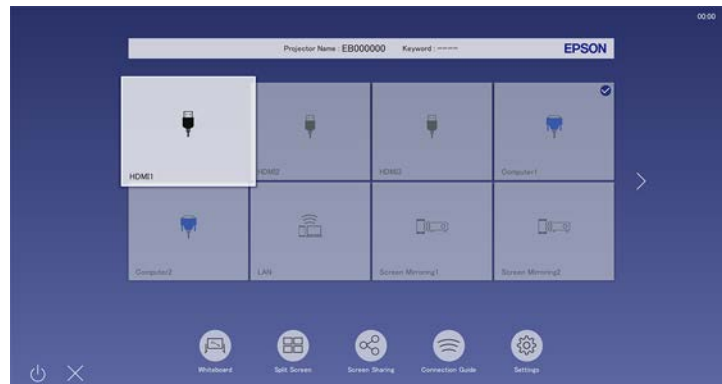 00:00
Projector Name : EB000000 Keyword : ----
EPSON
HDMI1
HDMI2
HDMI3
Computer1
Computer2
LAN
Screen Mirroring1
Screen Mirroring2
Whiteboard
Split Screen
Screen Sharing
Connection Guide
Settings